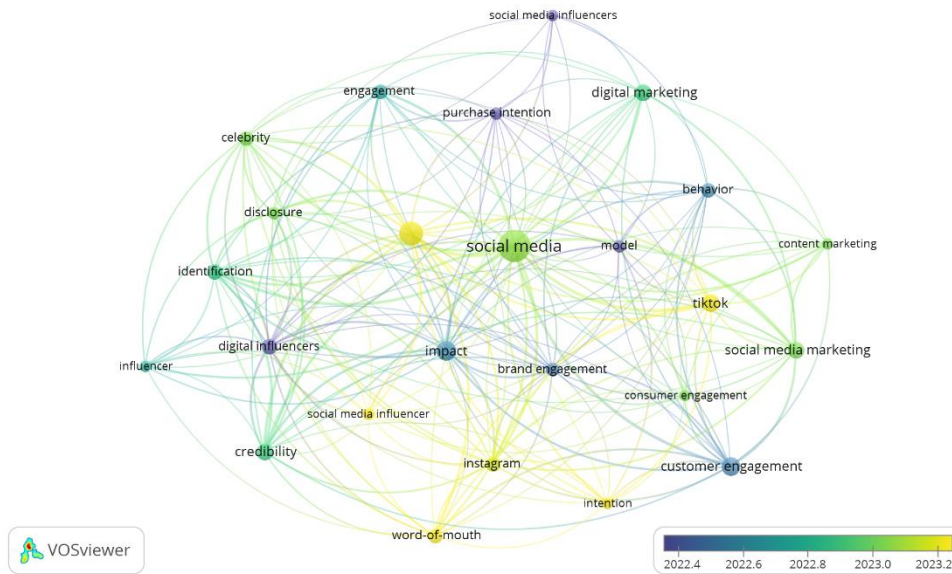 social media influencers
engagement
digital marketing
purchase intention
celebrity
behavior
disclosure
social media
model
content marketing
identification
tiktok
digital influencers
impact
social media marketing
influencer
brand engagement
consumer engagement
social media influencer
credibility
instagram
customer engagement
intention
word-of-mouth
VOSviewer
2022.4 2022.6 2022.8 2023.0 2023.2